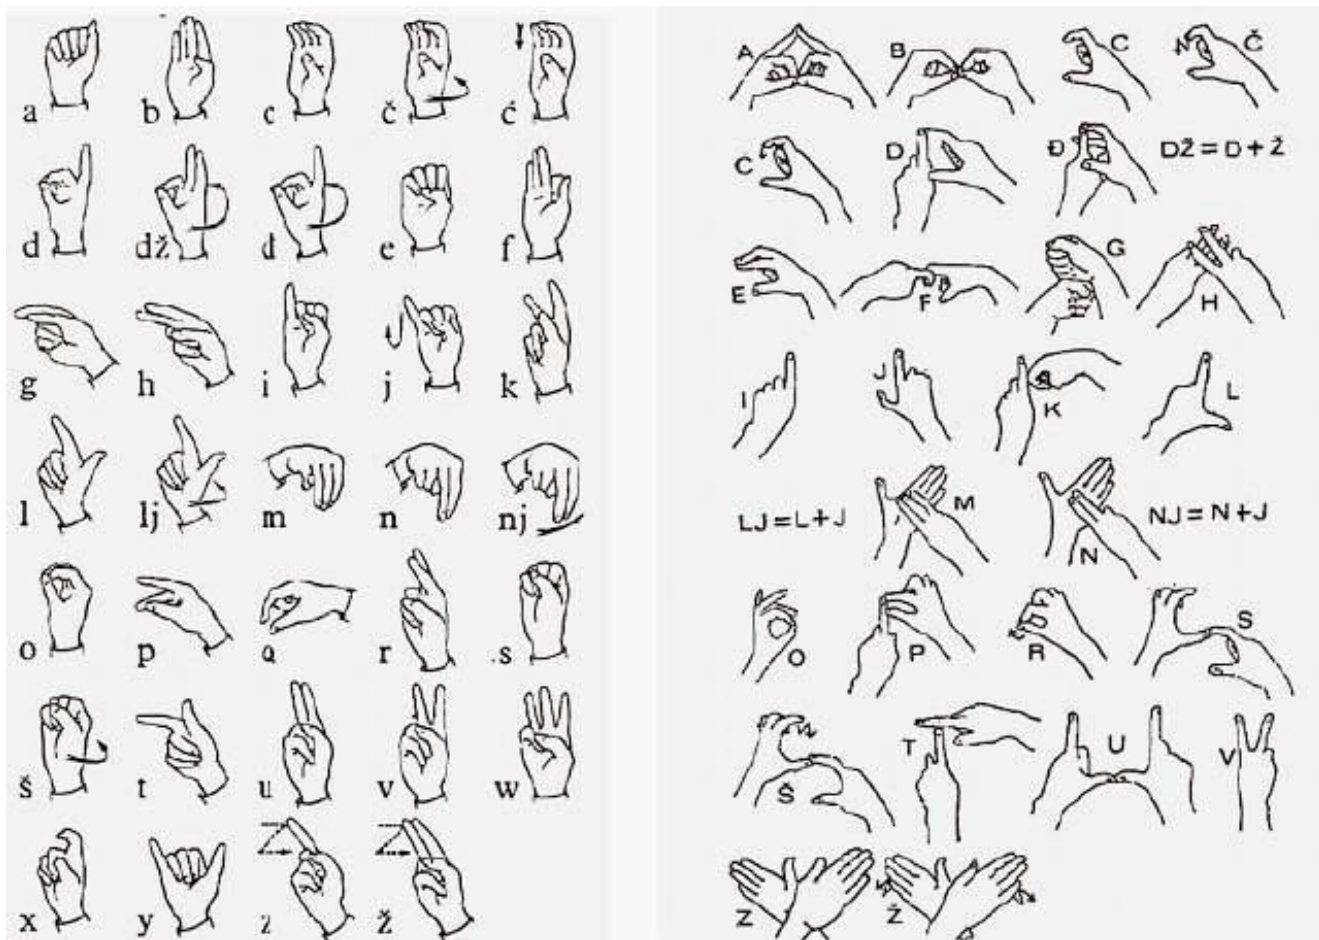 a b c č ć
d dž đ e f
g h i j k
l lj m n nj
o p Q r s
š t u v w
x y z ž
A B C Č
Ć D Đ DŽ = D + Ž
E F G H
I J K L
LJ = L + J M N NJ = N + J
O P R S
Š T U V
Z Ž